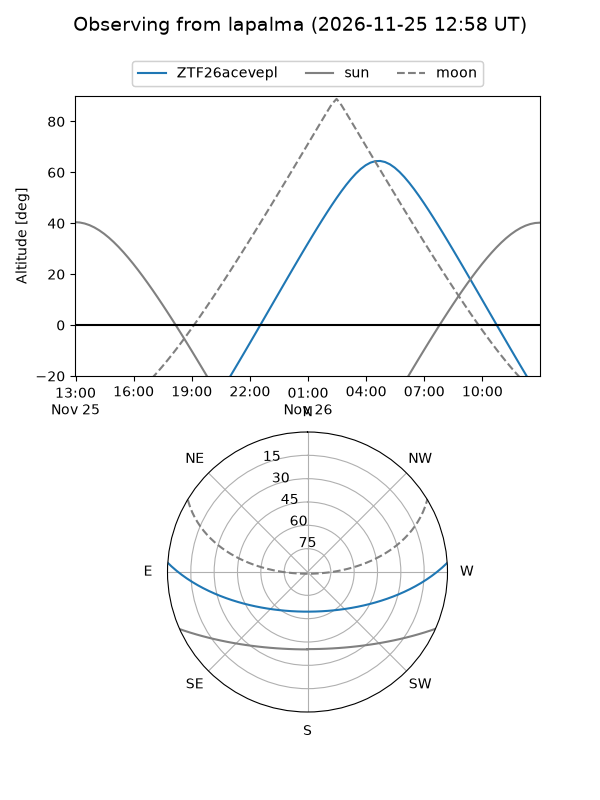 Observing from lapalma (2026-11-25 12:58 UT)
ZTF26acevepl sun moon
Altitude [deg]
80
60
40
20
0
−20
13:00 16:00 19:00 22:00 01:00 04:00 07:00 10:00
Nov 25 Nov 26
N
NE NW
15
30
45
60
75
E W
SE SW
S